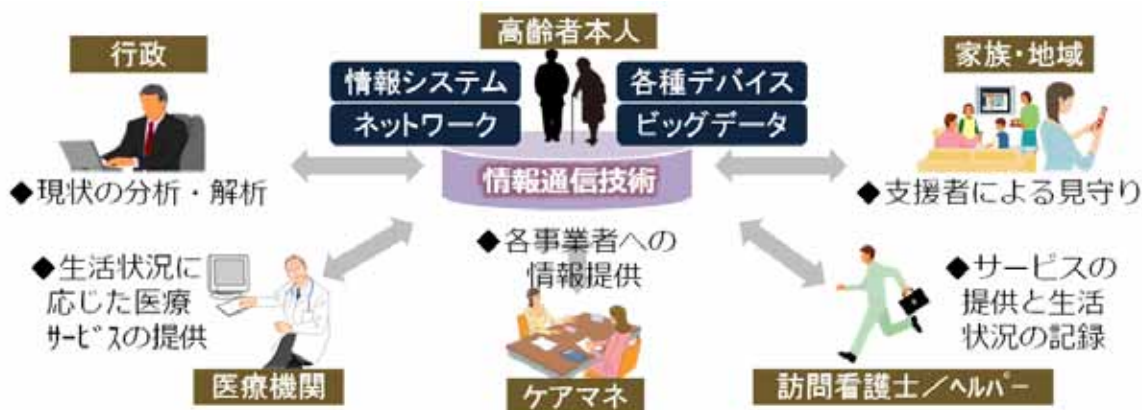 高齢者本人
行政
家族・地域
情報システム
各種デバイス
ネットワーク
ビッグデータ
情報通信技術
◆現状の分析・解析
◆支援者による見守り
◆生活状況に
応じた医療
ｻｰﾋﾞｽの提供
◆各事業者への
情報提供
◆サービスの
提供と生活
状況の記録
医療機関
ケアマネ
訪問看護士／ﾍﾙﾊﾟｰ